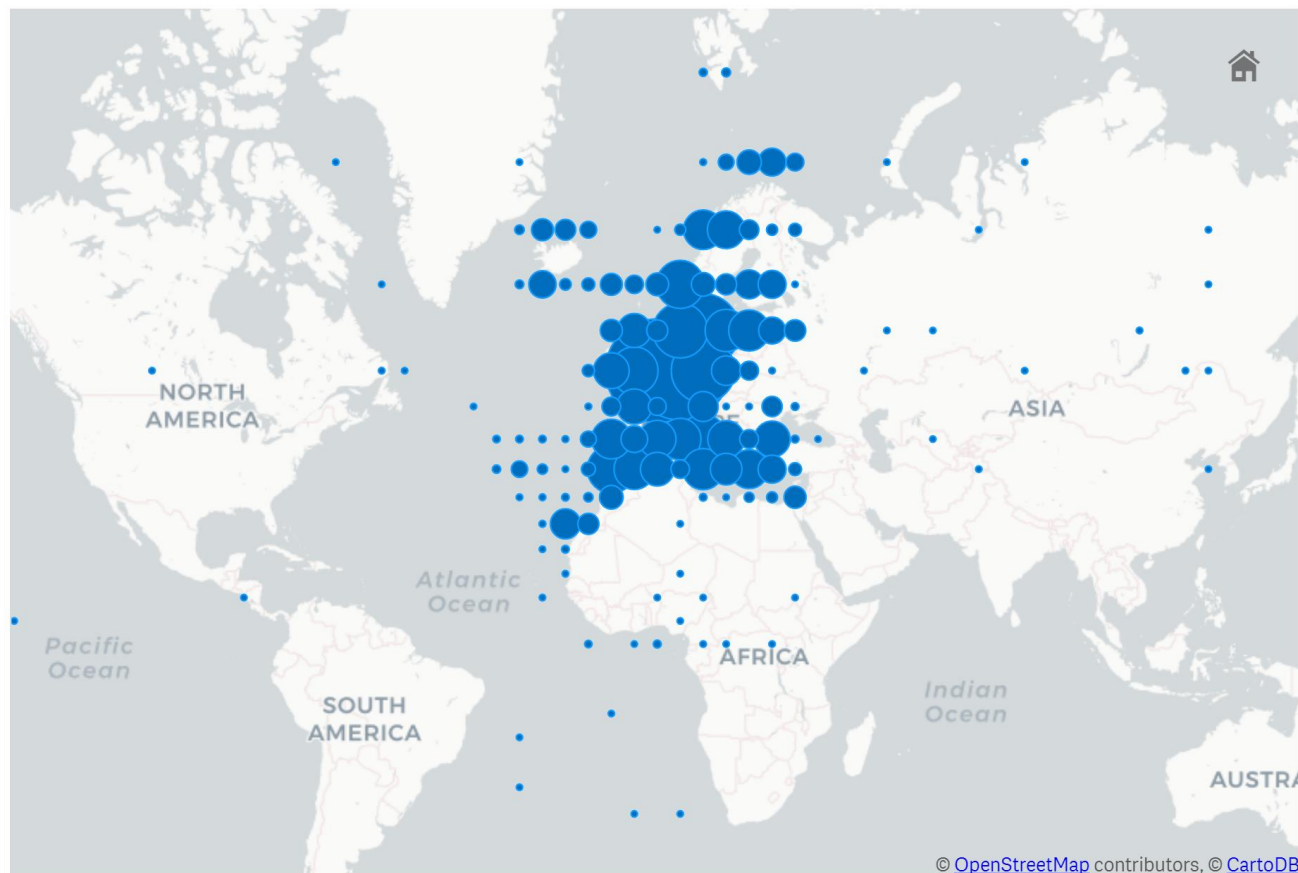 NORTH
AMERICA
ASIA
Atlantic
Ocean
Pacific
Ocean
AFRICA
SOUTH
AMERICA
Indian
Ocean
AUSTRA
© OpenStreetMap contributors, © CartoDB